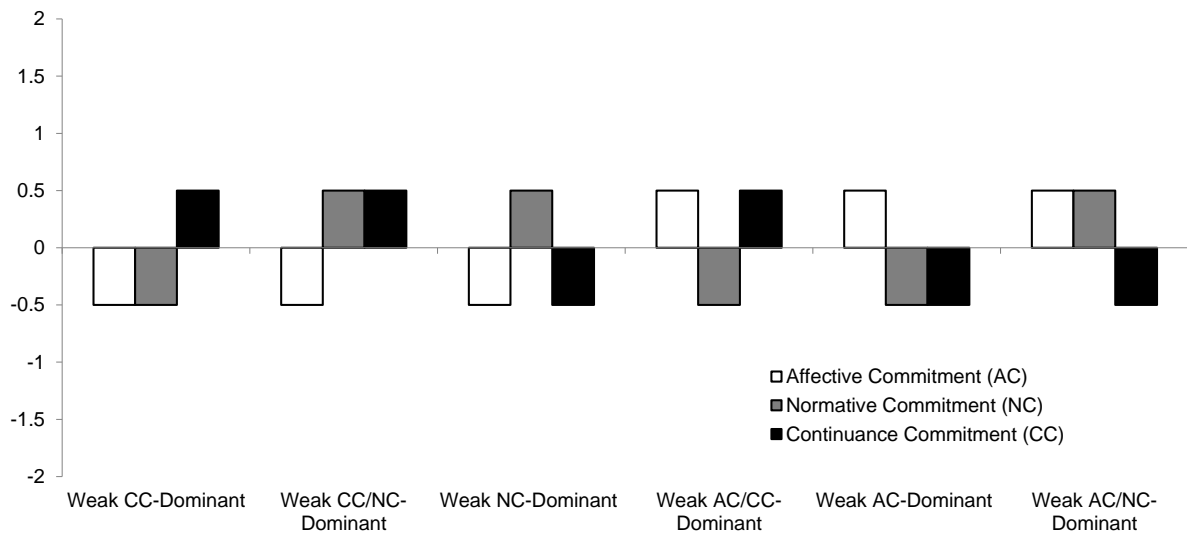 2
1.5
1
0.5
0
-0.5
-1
-1.5
-2
Affective Commitment (AC)
Normative Commitment (NC)
Continuance Commitment (CC)
Weak CC-Dominant
Weak CC/NC-
Dominant
Weak NC-Dominant
Weak AC/CC-
Dominant
Weak AC-Dominant
Weak AC/NC-
Dominant